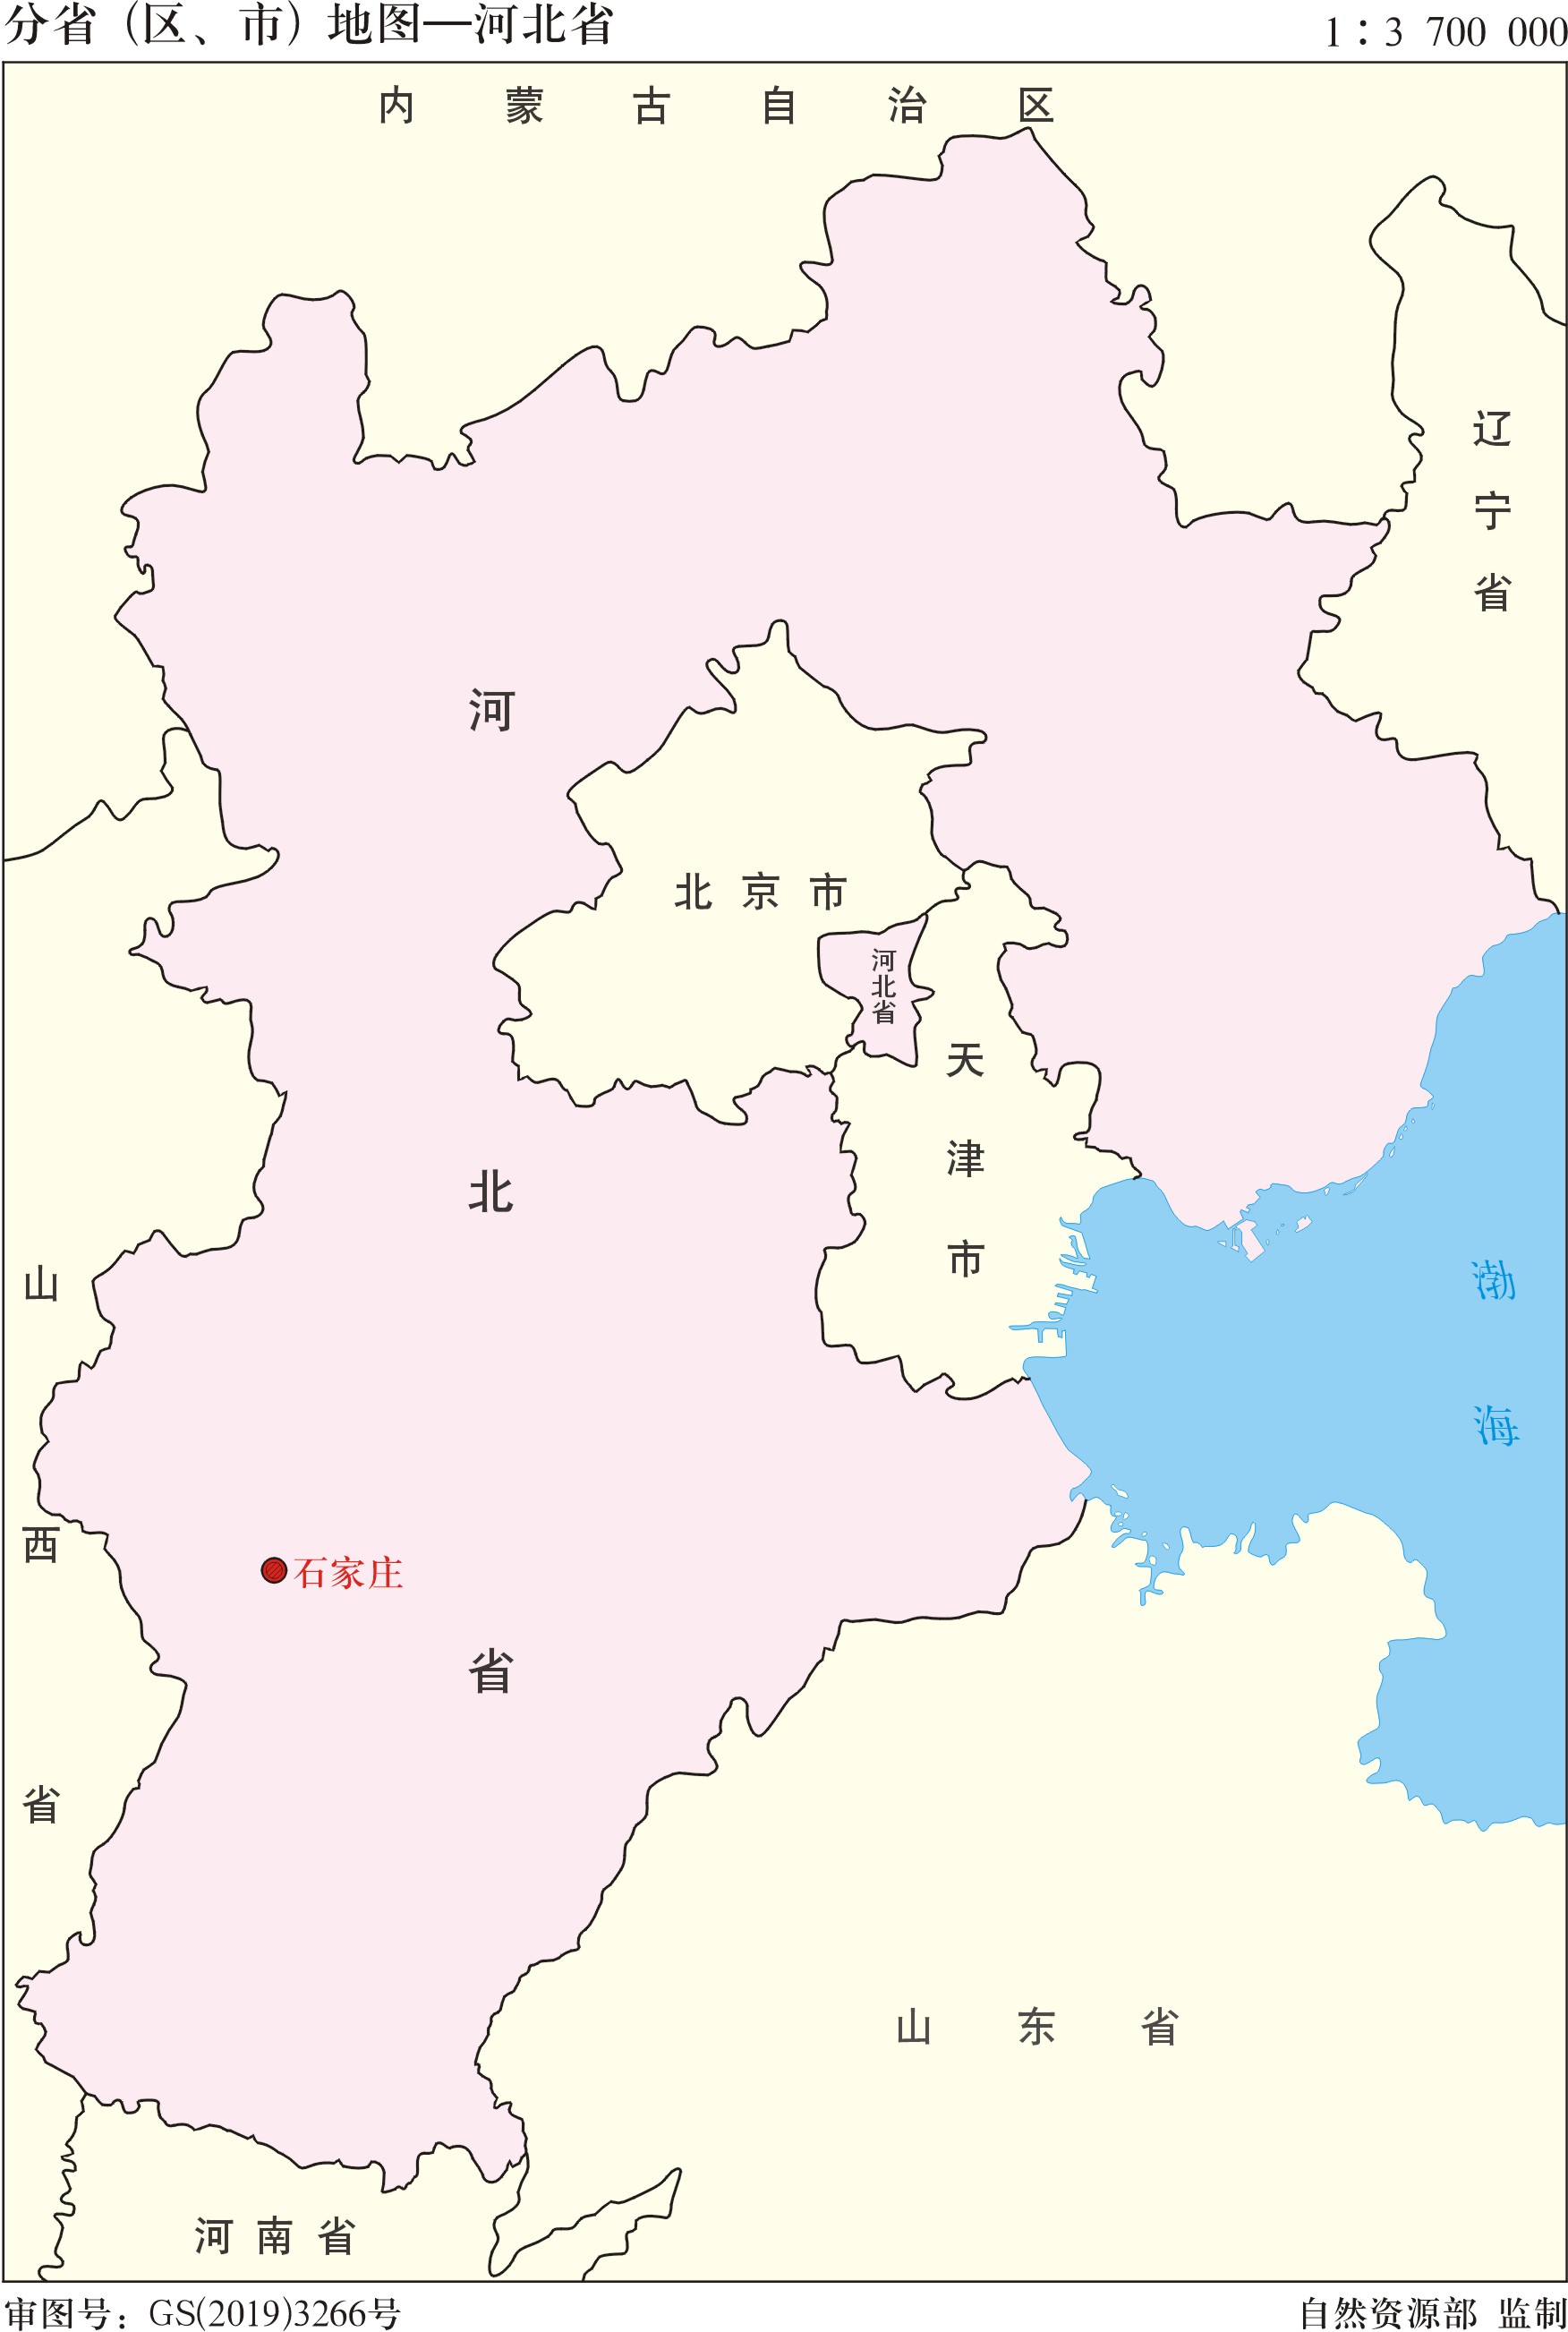 分省（区、市）地图—河北省
1：3 700 000
内蒙古自治区
辽宁省
河北省
北京市
河北省
天津市
渤海
山西省
石家庄
山东省
河南省
审图号：GS(2019)3266号
自然资源部 监制